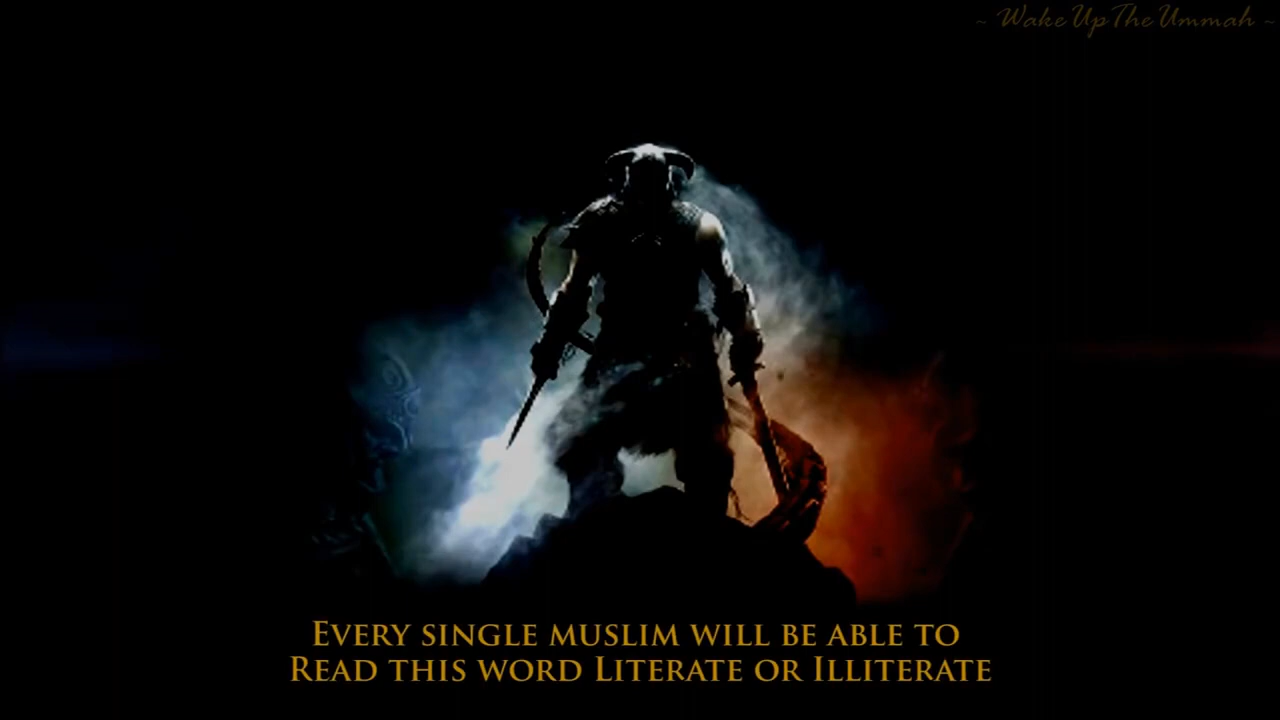 ~ Wake Up The Ummah ~
Every single muslim will be able to
Read this word Literate or Illiterate